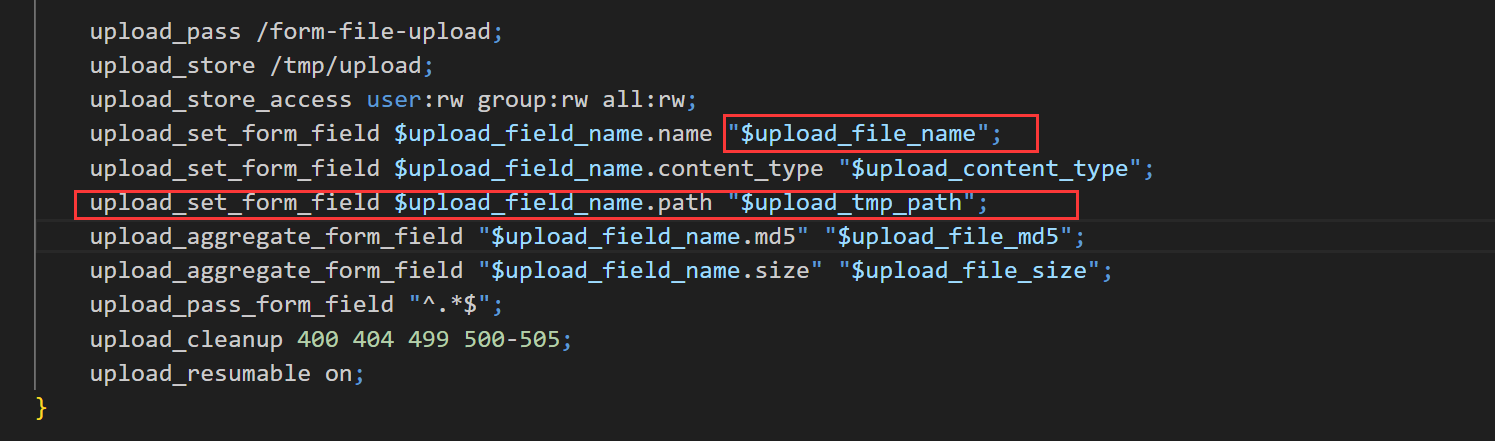 upload_pass /form-file-upload;
upload_store /tmp/upload;
upload_store_access user:rw group:rw all:rw;
upload_set_form_field $upload_field_name.name "$upload_file_name";
upload_set_form_field $upload_field_name.content_type "$upload_content_type";
upload_set_form_field $upload_field_name.path "$upload_tmp_path";
upload_aggregate_form_field "$upload_field_name.md5" "$upload_file_md5";
upload_aggregate_form_field "$upload_field_name.size" "$upload_file_size";
upload_pass_form_field "^.*$";
upload_cleanup 400 404 499 500-505;
upload_resumable on;
}